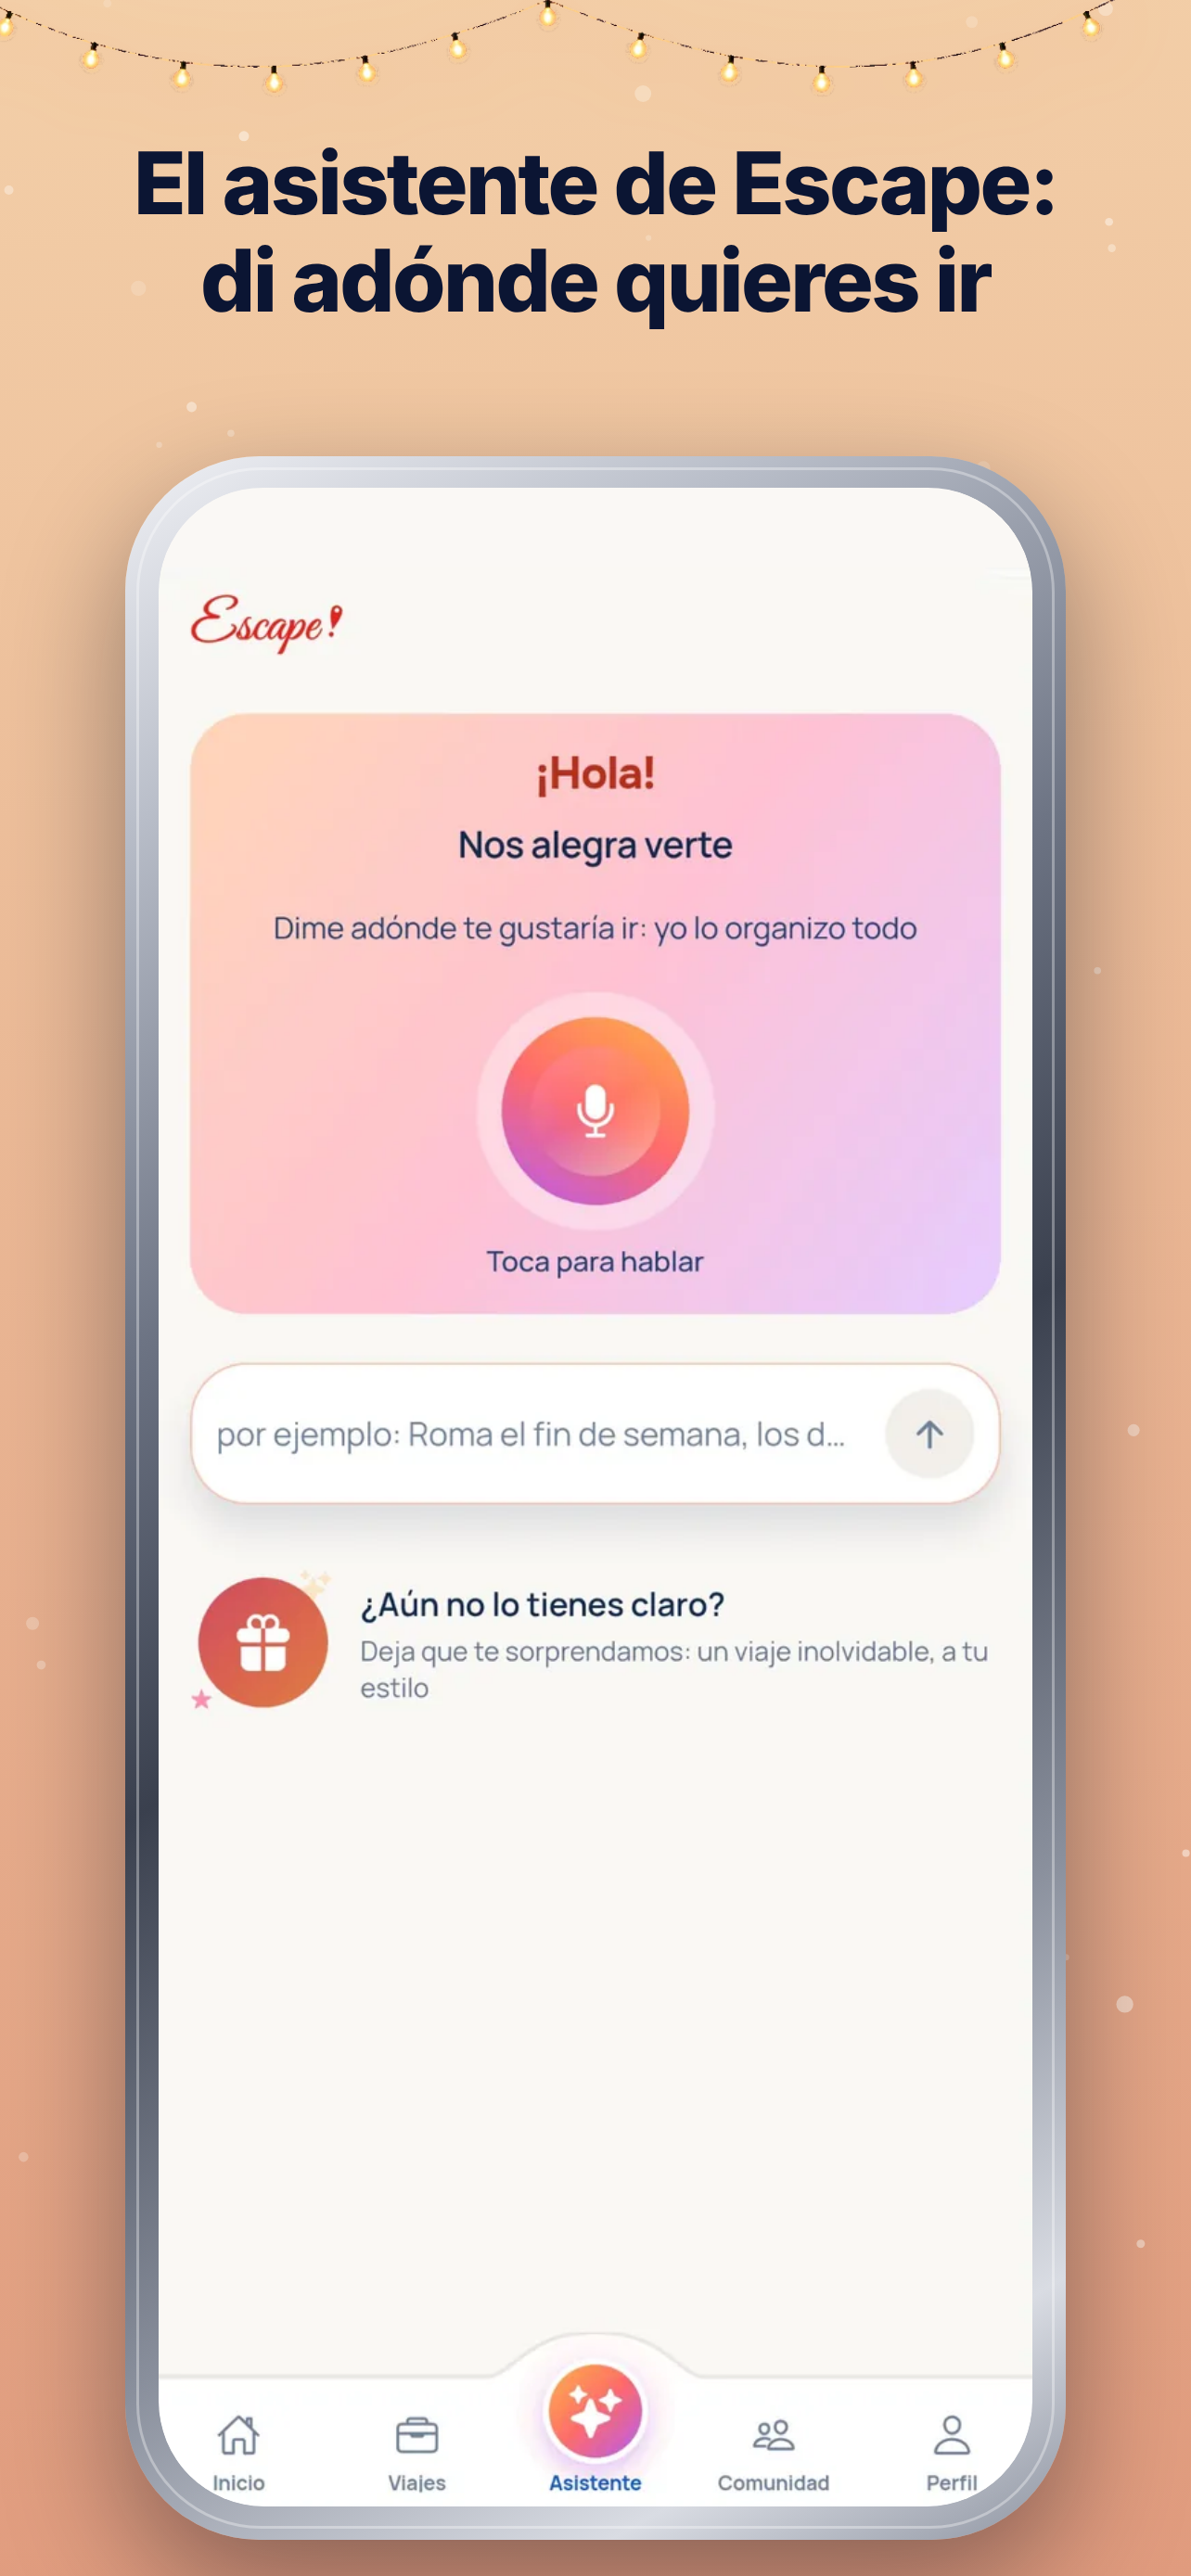 El asistente de Escape:
di adónde quieres ir
Escape!
¡Hola!
Nos alegra verte
Dime adónde te gustaría ir: yo lo organizo todo
Toca para hablar
por ejemplo: Roma el fin de semana, los d...
¿Aún no lo tienes claro?
Deja que te sorprendamos: un viaje inolvidable, a tu
estilo
Inicio
Viajes
Asistente
Comunidad
Perfil